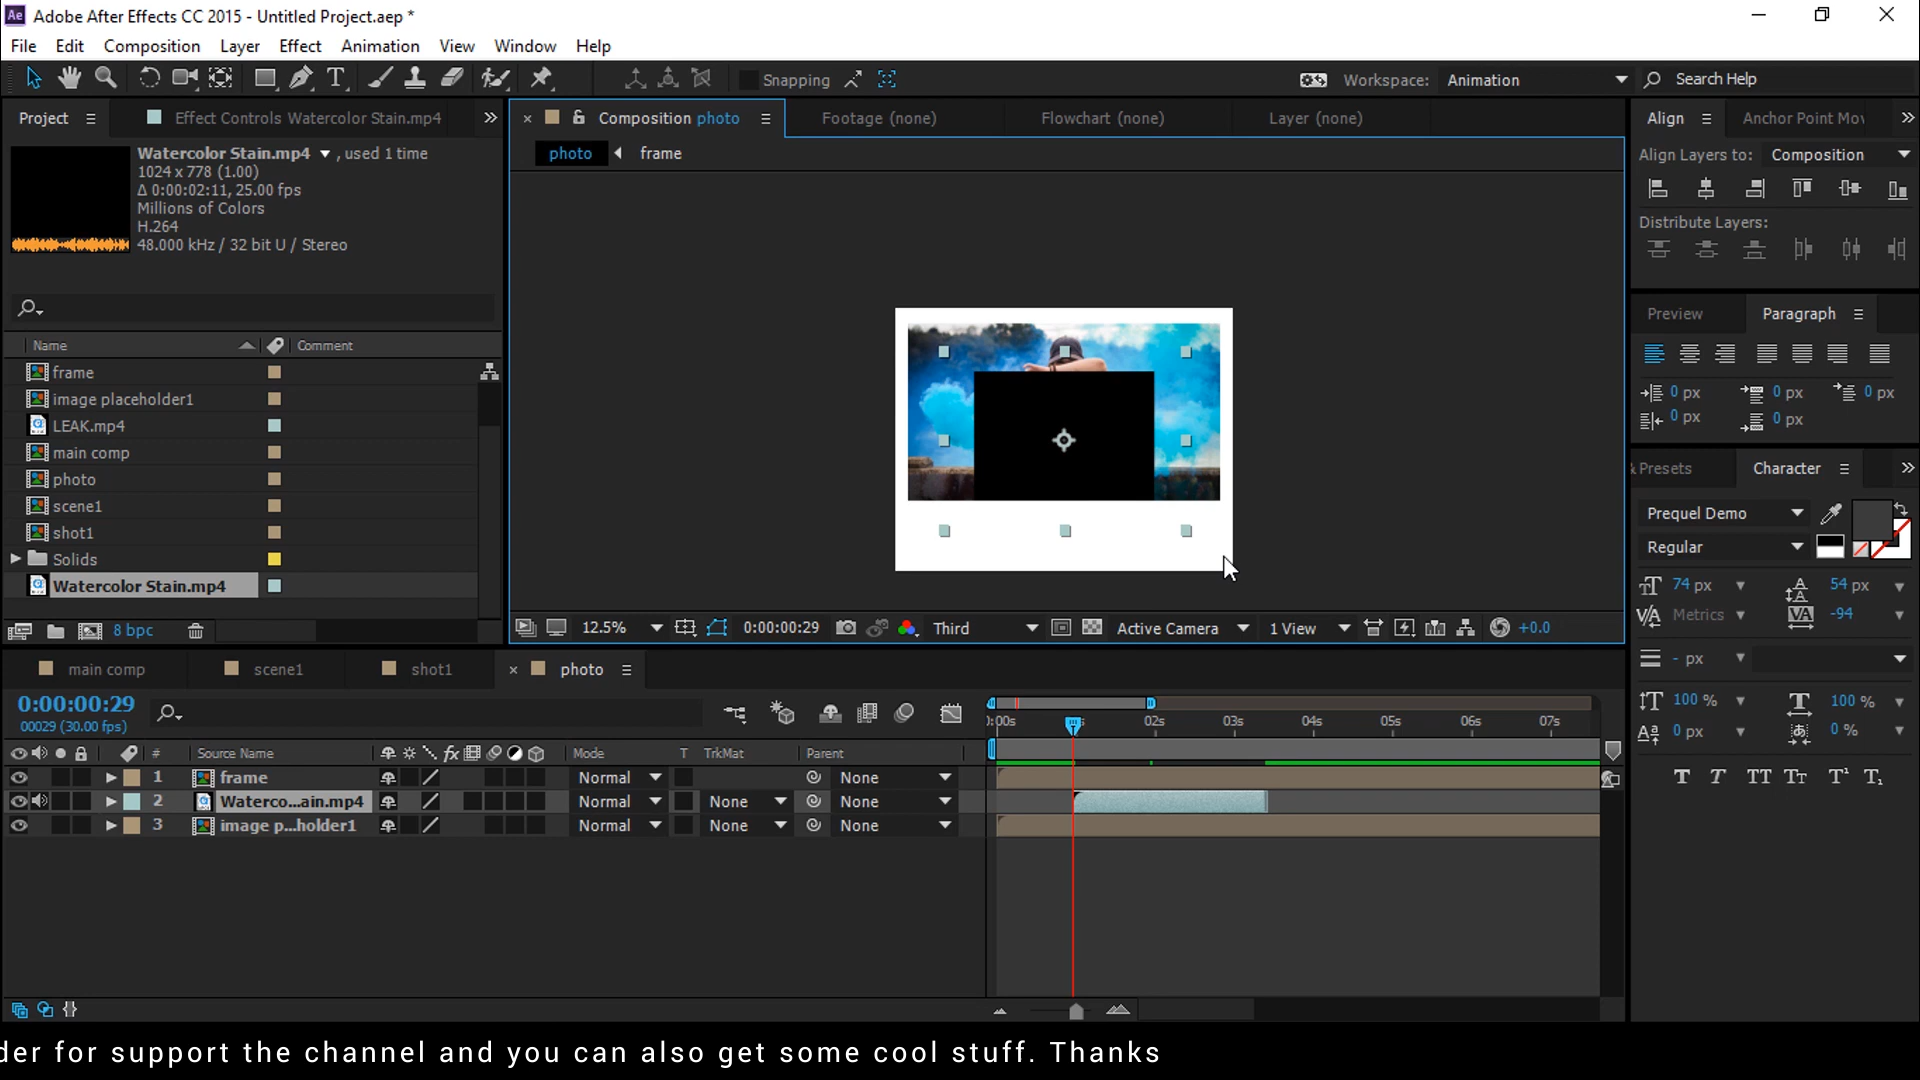 Adobe After Effects CC 2015 - Untitled Project.aep *
File Edit Composition Layer Effect Animation View Window Help
Snapping
Workspace: Animation
Search Help
Project
Effect Controls Watercolor Stain.mp4
Watercolor Stain.mp4 , used 1 time
1024 x 778 (1.00)
Δ 0:00:02:11, 25.00 fps
Millions of Colors
H.264
48.000 kHz / 32 bit U / Stereo
Name Comment
frame
image placeholder1
LEAK.mp4
main comp
photo
scene1
shot1
Solids
Watercolor Stain.mp4
8 bpc
Composition photo
Footage (none)
Flowchart (none)
Layer (none)
photo frame
12.5% 0:00:00:29 Third Active Camera 1 View +0.0
Align
Anchor Point Mov
Align Layers to: Composition
Distribute Layers:
Preview
Paragraph
0 px 0 px 0 px
0 px 0 px
& Presets
Character
Prequel Demo
Regular
74 px 54 px
Metrics -94
- px
100 % 100 %
0 px 0 %
T T TT Tt T¹ T₁
main comp scene1 shot1 photo
0:00:00:29
00029 (30.00 fps)
# Source Name Mode T TrkMat Parent
1 frame Normal None
2 Waterco...ain.mp4 Normal None None
3 image p...holder1 Normal None None
0:00s 02s 03s 04s 05s 06s 07s
der for support the channel and you can also get some cool stuff. Thanks